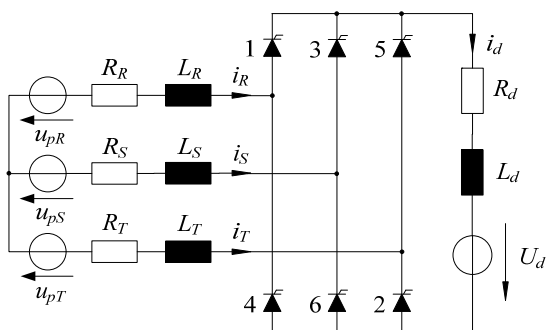 1 3 5 i_d
R_R L_R i_R R_d
u_pR
R_S L_S i_S
L_d
u_pS
R_T L_T i_T
U_d
u_pT
4 6 2